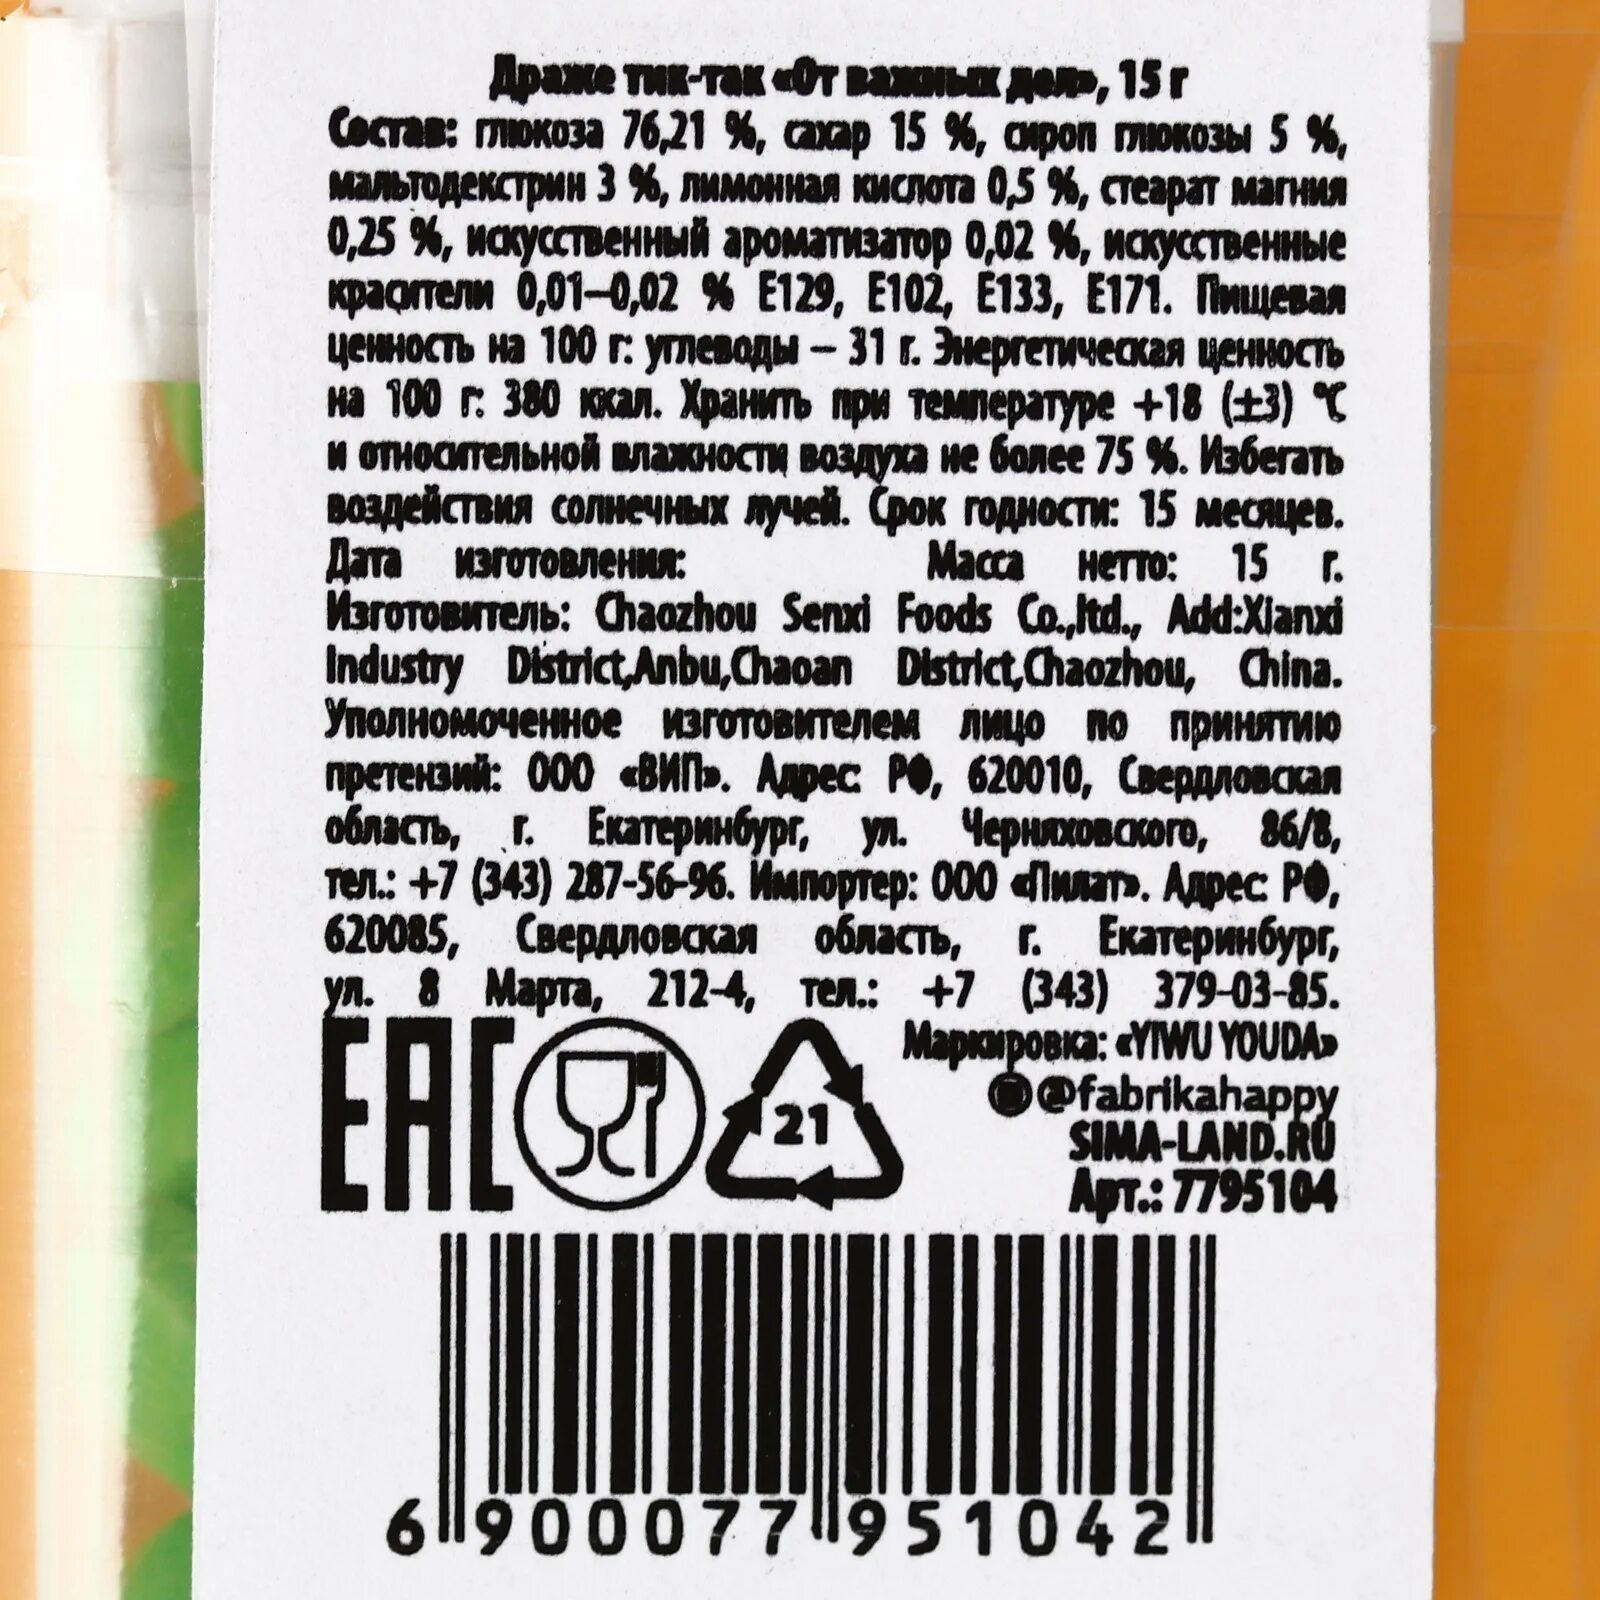 Драже тик-так «От важных дел», 15 г
Состав: глюкоза 76,21 %, сахар 15 %, сироп глюкозы 5 %,
мальтодекстрин 3 %, лимонная кислота 0,5 %, стеарат магния
0,25 %, искусственный ароматизатор 0,02 %, искусственные
красители 0,01–0,02 % Е129, Е102, Е133, Е171. Пищевая
ценность на 100 г: углеводы – 31 г. Энергетическая ценность
на 100 г: 380 ккал. Хранить при температуре +18 (±3) °С
и относительной влажности воздуха не более 75 %. Избегать
воздействия солнечных лучей. Срок годности: 15 месяцев.
Дата изготовления: Масса нетто: 15 г.
Изготовитель: Chaozhou Senxi Foods Co.,ltd., Add:Xianxi
Industry District,Anbu,Chaoan District,Chaozhou, China.
Уполномоченное изготовителем лицо по принятию
претензий: ООО «ВИП». Адрес: РФ, 620010, Свердловская
область, г. Екатеринбург, ул. Черняховского, 86/8,
тел.: +7 (343) 287-56-96. Импортер: ООО «Пилат». Адрес: РФ,
620085, Свердловская область, г. Екатеринбург,
ул. 8 Марта, 212-4, тел.: +7 (343) 379-03-85.
Маркировка: «YIWU YOUDA»
@fabrikahappy
SIMA-LAND.RU
Арт.: 7795104
EAC
21
6 900077 951042